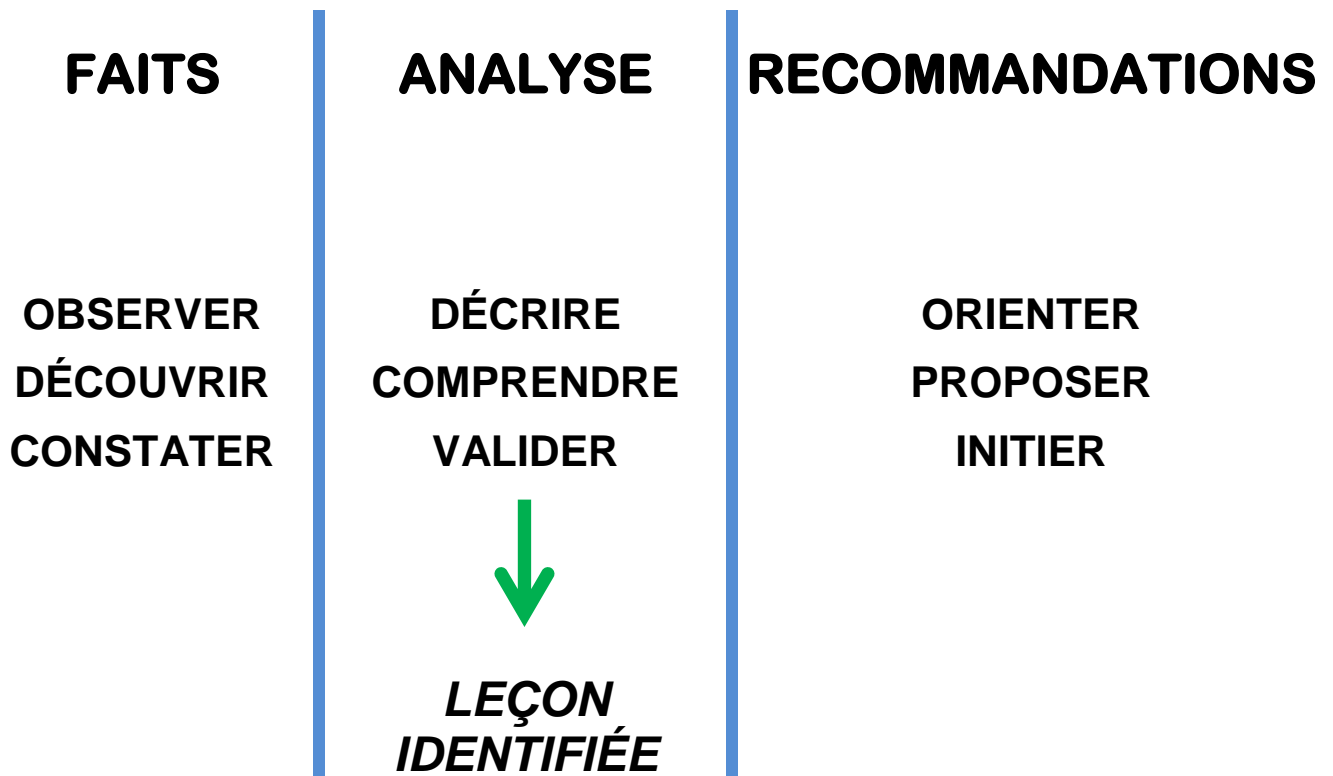 FAITS
ANALYSE
RECOMMANDATIONS
OBSERVER
DÉCOUVRIR
CONSTATER
DÉCRIRE
COMPRENDRE
VALIDER
LEÇON
IDENTIFIÉE
ORIENTER
PROPOSER
INITIER